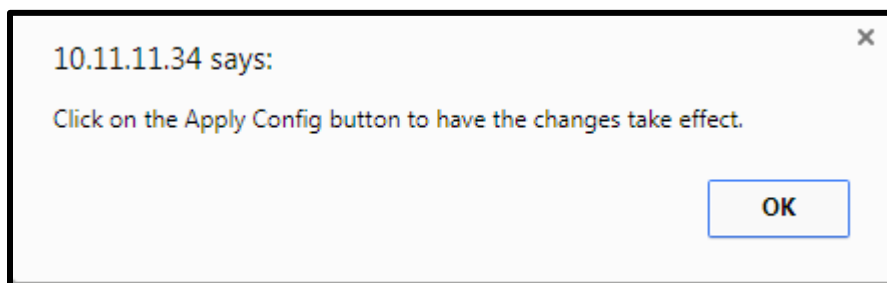 10.11.11.34 says:
Click on the Apply Config button to have the changes take effect.
OK